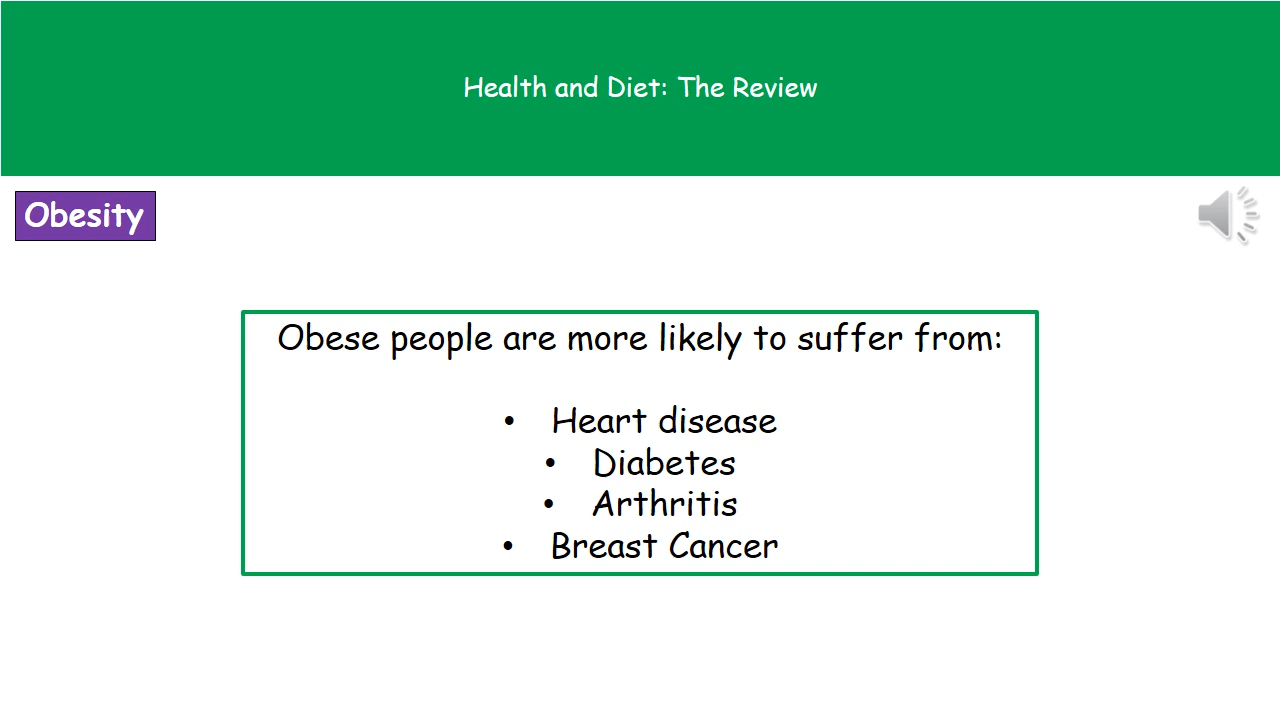 Health and Diet: The Review
Obesity
Obese people are more likely to suffer from:
• Heart disease
• Diabetes
• Arthritis
• Breast Cancer